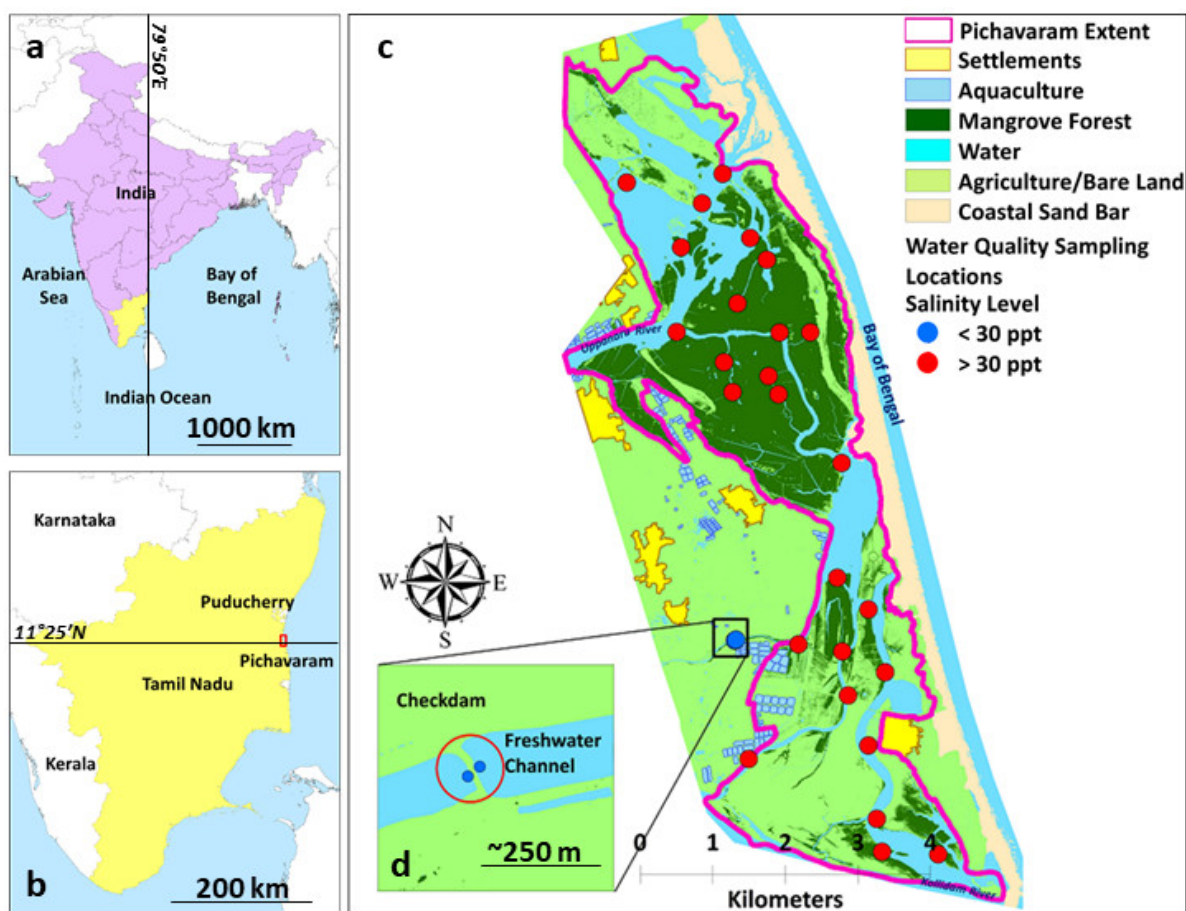 a
79°50'E
India
Arabian
Sea
Bay of
Bengal
Indian Ocean
1000 km
Karnataka
Puducherry
11°25'N
Pichavaram
Tamil Nadu
Kerala
b
200 km
c
Pichavaram Extent
Settlements
Aquaculture
Mangrove Forest
Water
Agriculture/Bare Land
Coastal Sand Bar
Water Quality Sampling
Locations
Salinity Level
< 30 ppt
> 30 ppt
Uppanaru River
Bay of Bengal
N
W E
S
Checkdam
Freshwater
Channel
~250 m
d
0 1 2 3 4
Kilometers
Kollidam River